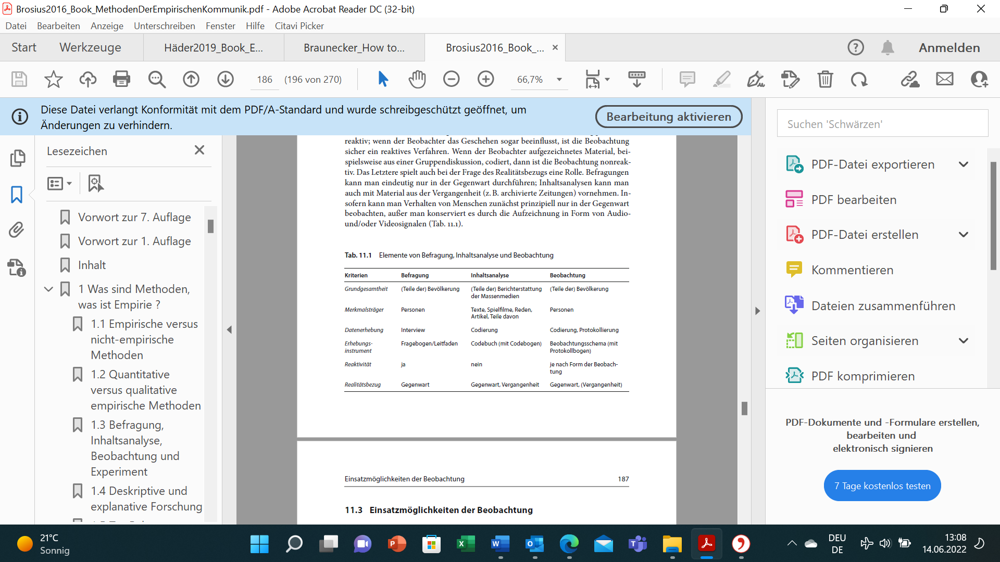 Brosius2016_Book_MethodenDerEmpirischenKommunik.pdf - Adobe Acrobat Reader DC (32-bit)
Datei Bearbeiten Anzeige Unterschreiben Fenster Hilfe Citavi Picker
Start Werkzeuge Häder2019_Book_E... Braunecker_How to... Brosius2016_Book_... × Anmelden
186 (196 von 270) 66,7%
Diese Datei verlangt Konformität mit dem PDF/A-Standard und wurde schreibgeschützt geöffnet, um
Änderungen zu verhindern.
Bearbeitung aktivieren
Lesezeichen
Vorwort zur 7. Auflage
Vorwort zur 1. Auflage
Inhalt
1 Was sind Methoden,
was ist Empirie ?
1.1 Empirische versus
nicht-empirische
Methoden
1.2 Quantitative
versus qualitative
empirische Methoden
1.3 Befragung,
Inhaltsanalyse,
Beobachtung und
Experiment
1.4 Deskriptive und
explanative Forschung
reaktiv; wenn der Beobachter das Geschehen sogar beeinflusst, ist die Beobachtung
sicher ein reaktives Verfahren. Wenn der Beobachter aufgezeichnetes Material, bei-
spielsweise aus einer Gruppendiskussion, codiert, dann ist die Beobachtung nonreak-
tiv. Das Letztere spielt auch bei der Frage des Realitätsbezugs eine Rolle. Befragungen
kann man eindeutig nur in der Gegenwart durchführen; Inhaltsanalysen kann man
auch mit Material aus der Vergangenheit (z. B. archivierte Zeitungen) vornehmen. In-
sofern kann man Verhalten von Menschen zunächst prinzipiell nur in der Gegenwart
beobachten, außer man konserviert es durch die Aufzeichnung in Form von Audio-
und/oder Videosignalen (Tab. 11.1).
Tab. 11.1 Elemente von Befragung, Inhaltsanalyse und Beobachtung
Kriterien Befragung Inhaltsanalyse Beobachtung
Grundgesamtheit (Teile der) Bevölkerung (Teile der) Berichterstattung (Teile der) Bevölkerung
der Massenmedien
Merkmalsträger Personen Texte, Spielfilme, Reden, Personen
Artikel, Teile davon
Datenerhebung Interview Codierung Codierung, Protokollierung
Erhebungs- Fragebogen/Leitfaden Codebuch (mit Codebogen) Beobachtungsschema (mit
instrument Protokollbogen)
Reaktivität ja nein je nach Form der Beobach-
tung
Realitätsbezug Gegenwart Gegenwart, Vergangenheit Gegenwart, (Vergangenheit)
Einsatzmöglichkeiten der Beobachtung 187
11.3 Einsatzmöglichkeiten der Beobachtung
Suchen 'Schwärzen'
PDF-Datei exportieren
PDF bearbeiten
PDF-Datei erstellen
Kommentieren
Dateien zusammenführen
Seiten organisieren
PDF komprimieren
PDF-Dokumente und -Formulare erstellen,
bearbeiten und
elektronisch signieren
7 Tage kostenlos testen
21°C
Sonnig
DEU
DE
13:08
14.06.2022